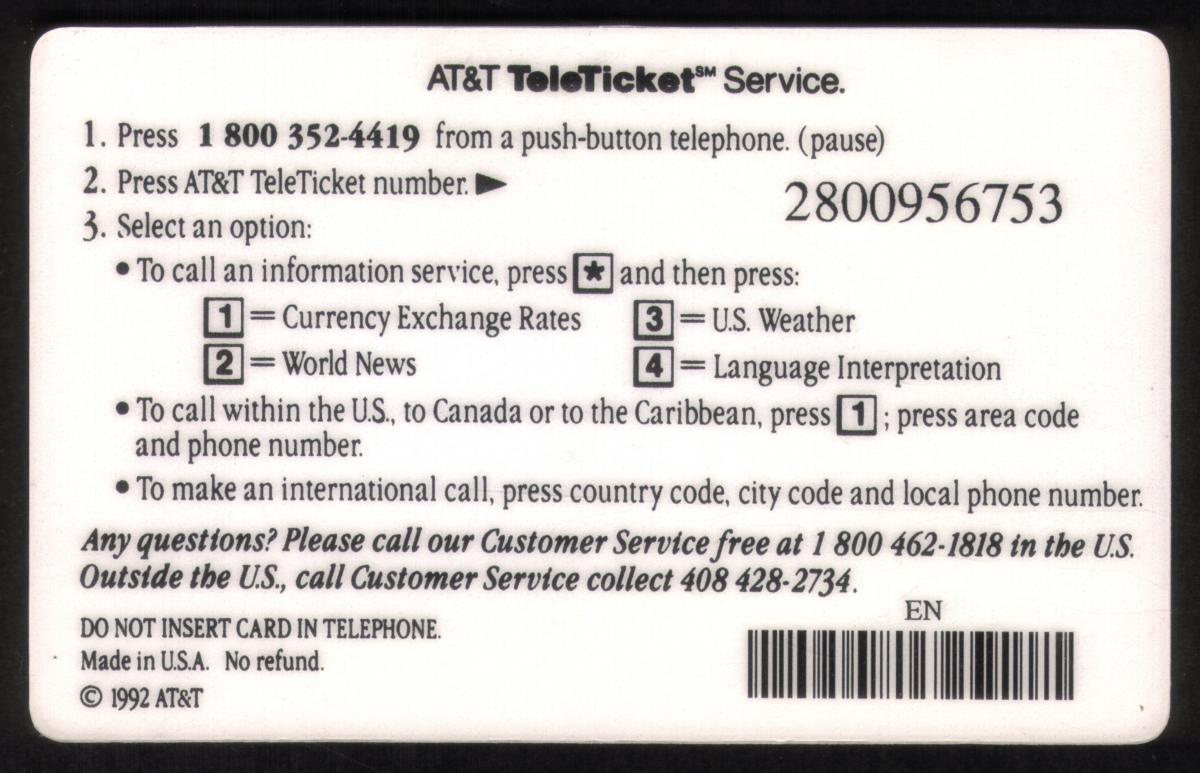 AT&T TeleTicket℠ Service.
1. Press 1 800 352-4419 from a push-button telephone. (pause)
2. Press AT&T TeleTicket number. ▶ 2800956753
3. Select an option:
• To call an information service, press * and then press:
1 = Currency Exchange Rates 3 = U.S. Weather
2 = World News 4 = Language Interpretation
• To call within the U.S., to Canada or to the Caribbean, press 1 ; press area code
and phone number.
• To make an international call, press country code, city code and local phone number.
Any questions? Please call our Customer Service free at 1 800 462-1818 in the U.S.
Outside the U.S., call Customer Service collect 408 428-2734.
EN
DO NOT INSERT CARD IN TELEPHONE.
Made in U.S.A. No refund.
© 1992 AT&T